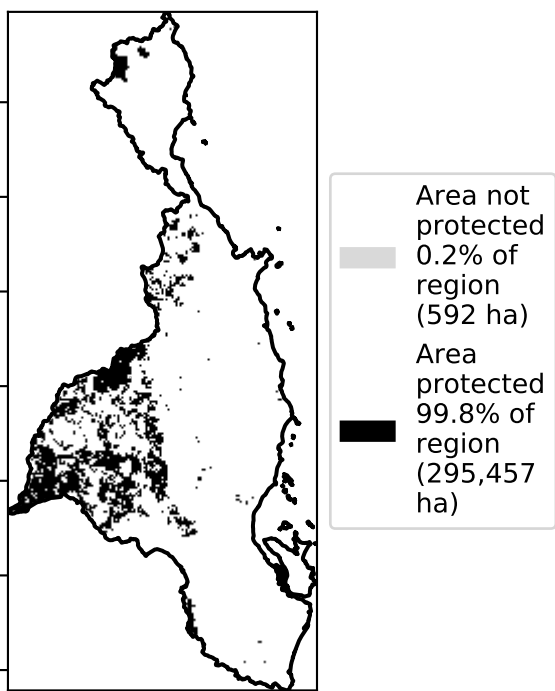 Area not
protected
0.2% of
region
(592 ha)
Area
protected
99.8% of
region
(295,457
ha)